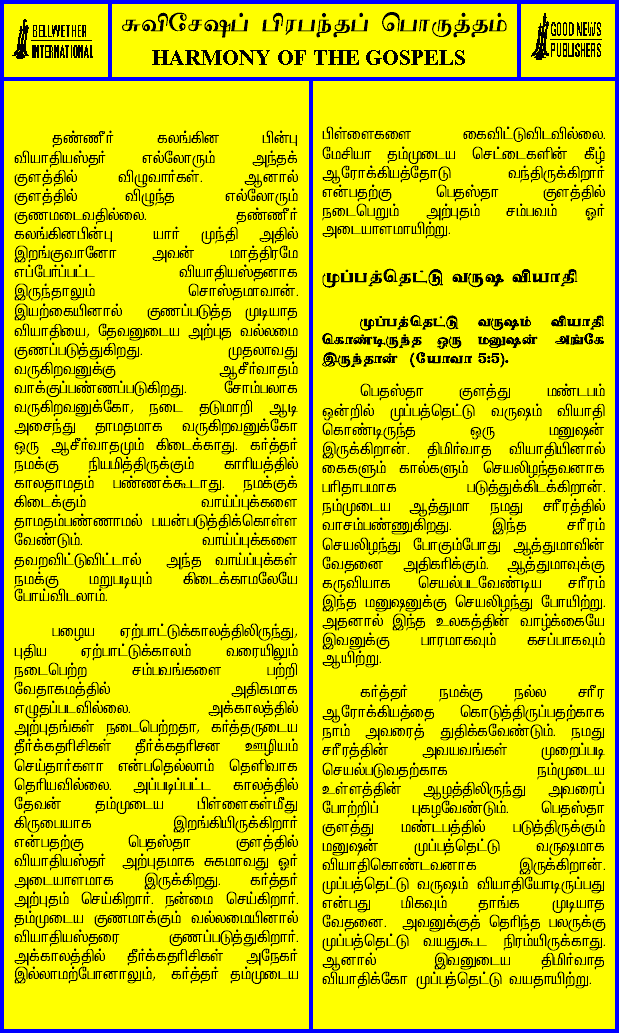 BELLWETHER
INTERNATIONAL
சுவிசேஷப் பிரபந்தப் பொருத்தம்
HARMONY OF THE GOSPELS
GOOD NEWS
PUBLISHERS
தண்ணீர் கலங்கின பின்பு
வியாதியஸ்தர் எல்லோரும் அந்தக்
குளத்தில் விழுவார்கள். ஆனால்
குளத்தில் விழுந்த எல்லோரும்
குணமடைவதில்லை. தண்ணீர்
கலங்கினபின்பு யார் முந்தி அதில்
இறங்குவானோ அவன் மாத்திரமே
எப்பேர்ப்பட்ட வியாதியஸ்தனாக
இருந்தாலும் சொஸ்தமாவான்.
இயற்கையினால் குணப்படுத்த முடியாத
வியாதியை, தேவனுடைய அற்புத வல்லமை
குணப்படுத்துகிறது. முதலாவது
வருகிறவனுக்கு ஆசீர்வாதம்
வாக்குப்பண்ணப்படுகிறது. சோம்பலாக
வருகிறவனுக்கோ, நடை தடுமாறி ஆடி
அசைந்து தாமதமாக வருகிறவனுக்கோ
ஒரு ஆசீர்வாதமும் கிடைக்காது. கர்த்தர்
நமக்கு நியமித்திருக்கும் காரியத்தில்
காலதாமதம் பண்ணக்கூடாது. நமக்குக்
கிடைக்கும் வாய்ப்புக்களை
தாமதம்பண்ணாமல் பயன்படுத்திக்கொள்ள
வேண்டும். வாய்ப்புக்களை
தவறவிட்டுவிட்டால் அந்த வாய்ப்புக்கள்
நமக்கு மறுபடியும் கிடைக்காமலேயே
போய்விடலாம்.
பழைய ஏற்பாட்டுக்காலத்திலிருந்து,
புதிய ஏற்பாட்டுக்காலம் வரையிலும்
நடைபெற்ற சம்பவங்களை பற்றி
வேதாகமத்தில் அதிகமாக
எழுதப்படவில்லை. அக்காலத்தில்
அற்புதங்கள் நடைபெற்றதா, கர்த்தருடைய
தீர்க்கதரிசிகள் தீர்க்கதரிசன ஊழியம்
செய்தார்களா என்பதெல்லாம் தெளிவாக
தெரியவில்லை. அப்படிப்பட்ட காலத்தில்
தேவன் தம்முடைய பிள்ளைகள்மீது
கிருபையாக இறங்கியிருக்கிறார்
என்பதற்கு பெதஸ்தா குளத்தில்
வியாதியஸ்தர் அற்புதமாக சுகமாவது ஓர்
அடையாளமாக இருக்கிறது. கர்த்தர்
அற்புதம் செய்கிறார். நன்மை செய்கிறார்.
தம்முடைய குணமாக்கும் வல்லமையினால்
வியாதியஸ்தரை குணப்படுத்துகிறார்.
அக்காலத்தில் தீர்க்கதரிசிகள் அநேகர்
இல்லாமற்போனாலும், கர்த்தர் தம்முடைய
பிள்ளைகளை கைவிட்டுவிடவில்லை.
மேசியா தம்முடைய செட்டைகளின் கீழ்
ஆரோக்கியத்தோடு வந்திருக்கிறார்
என்பதற்கு பெதஸ்தா குளத்தில்
நடைபெறும் அற்புதம் சம்பவம் ஓர்
அடையாளமாயிற்று.
முப்பத்தெட்டு வருஷ வியாதி
முப்பத்தெட்டு வருஷம் வியாதி
கொண்டிருந்த ஒரு மனுஷன் அங்கே
இருந்தான் (யோவா 5:5).
பெதஸ்தா குளத்து மண்டபம்
ஒன்றில் முப்பத்தெட்டு வருஷம் வியாதி
கொண்டிருந்த ஒரு மனுஷன்
இருக்கிறான். திமிர்வாத வியாதியினால்
கைகளும் கால்களும் செயலிழந்தவனாக
பரிதாபமாக படுத்துக்கிடக்கிறான்.
நம்முடைய ஆத்துமா நமது சரீரத்தில்
வாசம்பண்ணுகிறது. இந்த சரீரம்
செயலிழந்து போகும்போது ஆத்துமாவின்
வேதனை அதிகரிக்கும். ஆத்துமாவுக்கு
கருவியாக செயல்படவேண்டிய சரீரம்
இந்த மனுஷனுக்கு செயலிழந்து போயிற்று.
அதனால் இந்த உலகத்தின் வாழ்க்கையே
இவனுக்கு பாரமாகவும் கசப்பாகவும்
ஆயிற்று.
கர்த்தர் நமக்கு நல்ல சரீர
ஆரோக்கியத்தை கொடுத்திருப்பதற்காக
நாம் அவரைத் துதிக்கவேண்டும். நமது
சரீரத்தின் அவயவங்கள் முறைப்படி
செயல்படுவதற்காக நம்முடைய
உள்ளத்தின் ஆழத்திலிருந்து அவரைப்
போற்றிப் புகழவேண்டும். பெதஸ்தா
குளத்து மண்டபத்தில் படுத்திருக்கும்
மனுஷன் முப்பத்தெட்டு வருஷமாக
வியாதிகொண்டவனாக இருக்கிறான்.
முப்பத்தெட்டு வருஷம் வியாதியோடிருப்பது
என்பது மிகவும் தாங்க முடியாத
வேதனை. அவனுக்குத் தெரிந்த பலருக்கு
முப்பத்தெட்டு வயதுகூட நிரம்யிருக்காது.
ஆனால் இவனுடைய திமிர்வாத
வியாதிக்கோ முப்பத்தெட்டு வயதாயிற்று.